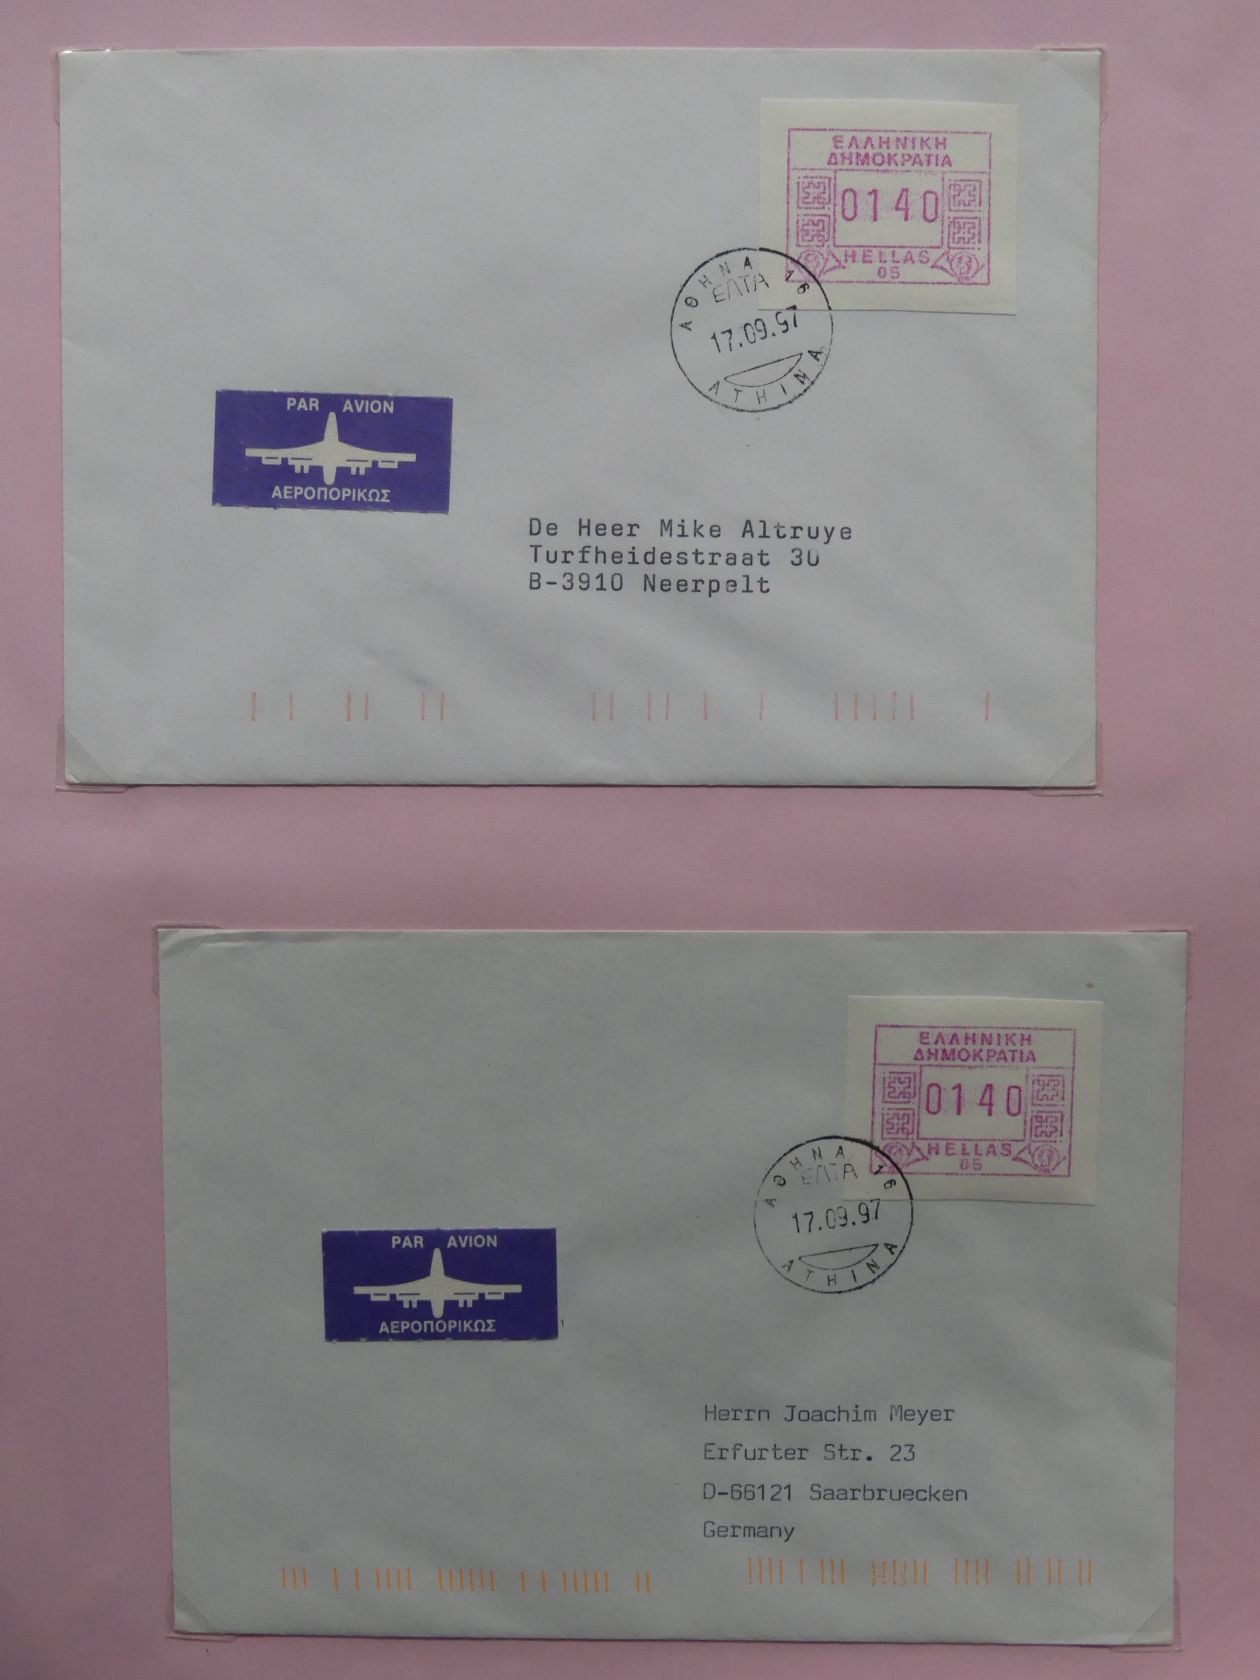 ΕΛΛΗΝΙΚΗ
ΔΗΜΟΚΡΑΤΙΑ
0140
HELLAS
05
ΑΘΗΝΑ 16
ΕΛΤΑ
17.09.97
ATHINA
PAR AVION
ΑΕΡΟΠΟΡΙΚΩΣ
De Heer Mike Altruye
Turfheidestraat 30
B-3910 Neerpelt
ΕΛΛΗΝΙΚΗ
ΔΗΜΟΚΡΑΤΙΑ
0140
HELLAS
05
ΑΘΗΝΑ 16
ΕΛΤΑ
17.09.97
ATHINA
PAR AVION
ΑΕΡΟΠΟΡΙΚΩΣ
Herrn Joachim Meyer
Erfurter Str. 23
D-66121 Saarbruecken
Germany